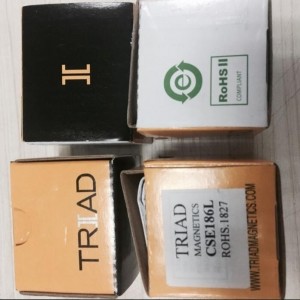 RoHS II
COMPLIANT
TRIAD
TRIAD
MAGNETICS
CSE186L
ROHS.1827
WWW.TRIADMAGNETICS.COM